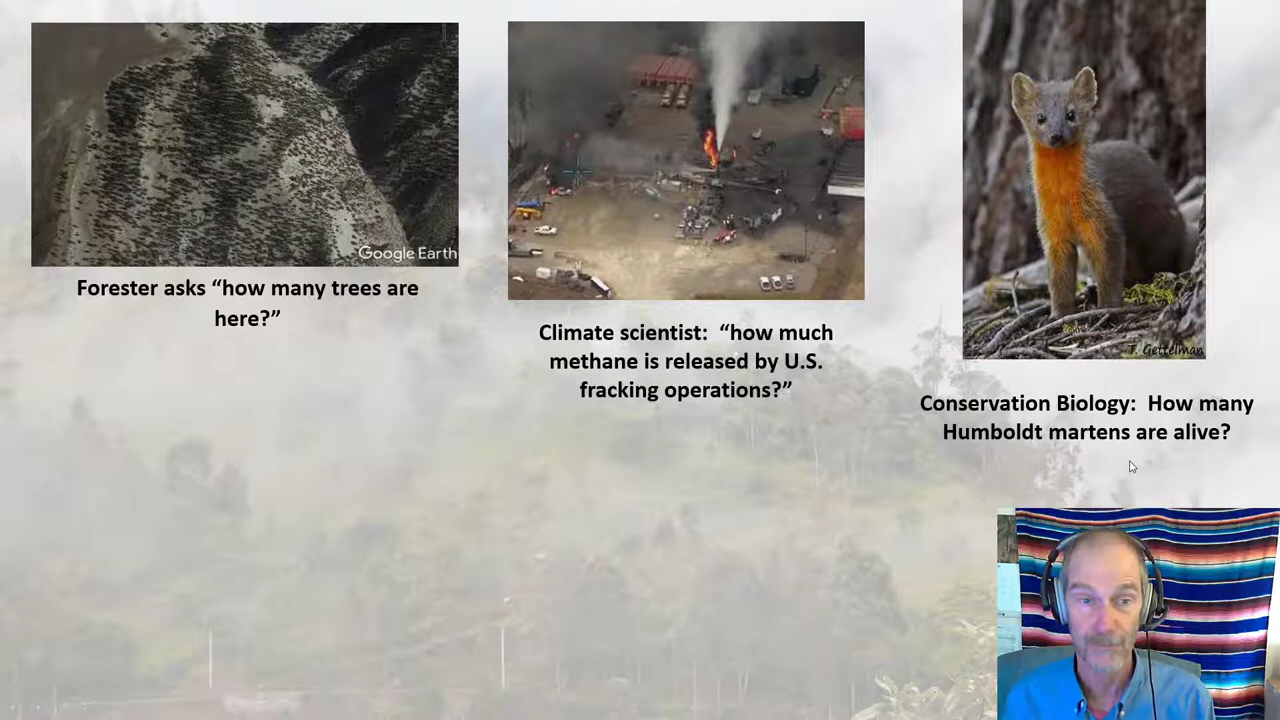 Google Earth
Forester asks “how many trees are
here?”
Climate scientist:  “how much
methane is released by U.S.
fracking operations?”
T. Gettelman
Conservation Biology:  How many
Humboldt martens are alive?